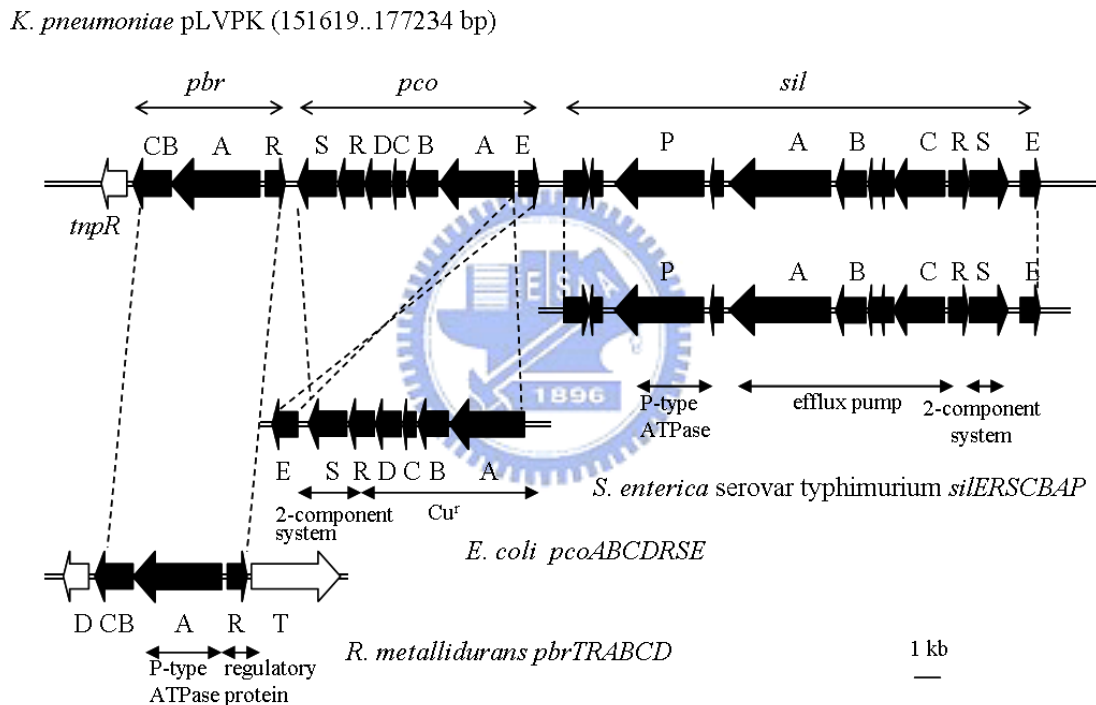 K. pneumoniae pLVPK (151619..177234 bp)
pbr pco sil
CB A R S R D C B A E P A B C R S E
tnpR
P A B C R S E
ESA
1896
P-type ATPase
efflux pump
2-component system
E S R D C B A
2-component system
Cuʳ
S. enterica serovar typhimurium silERSCBAP
E. coli pcoABCDRSE
D CB A R T
P-type ATPase
regulatory protein
R. metallidurans pbrTRABCD
1 kb